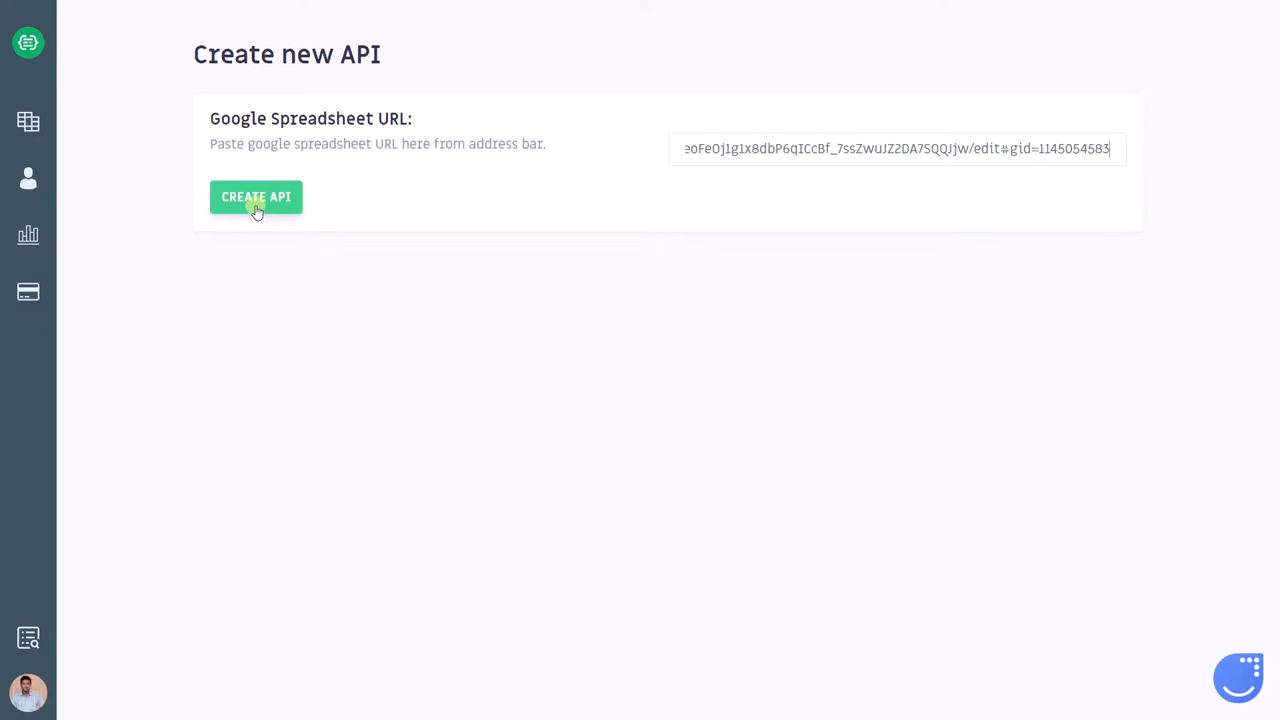 Create new API
Google Spreadsheet URL:
Paste google spreadsheet URL here from address bar.
eoFe0j1g1x8dbP6qICcBf_7ssZwuJZ2DA7SQQJjw/edit#gid=1145054583
CREATE API